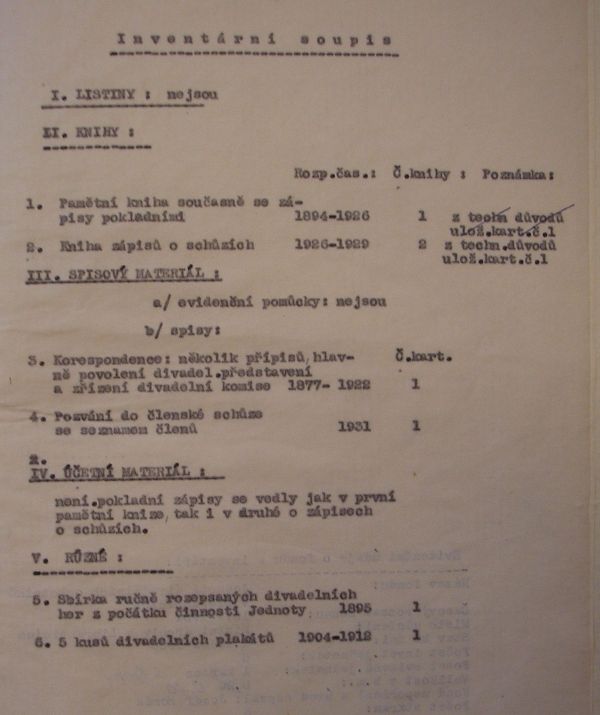 Inventární soupis
I. LISTINY : nejsou
II. KNIHY :
Rozp.čas.: Č.knihy : Poznámka:
1. Pamětní kniha současně se zá-
pisy pokladními 1894-1926 1 z techn důvodů
ulož.kart.č.1
2. Kniha zápisů o schůzích 1926-1929 2 z techn.důvodů
ulož.kart.č.1
III. SPISOVÝ MATERIÁL :
a/ evidenční pomůcky: nejsou
b/ spisy:
3. Korespondence: několik přípisů, hlav- č.kart.
ně povolení divadel.představení
a zřízení divadelní komise 1877- 1922 1
4. Pozvání do členské schůze
se seznamem členů 1931 1
IV. ÚČETNÍ MATERIÁL :
není.pokladní zápisy se vedly jak v první
pamětní knize, tak i v druhé o zápisech
o schůzích.
V. RŮZNÉ :
5. Sbírka ručně rozepsaných divadelních
her z počátku činnosti Jednoty 1895 1
6. 5 kusů divadelních plakátů 1904-1912 1